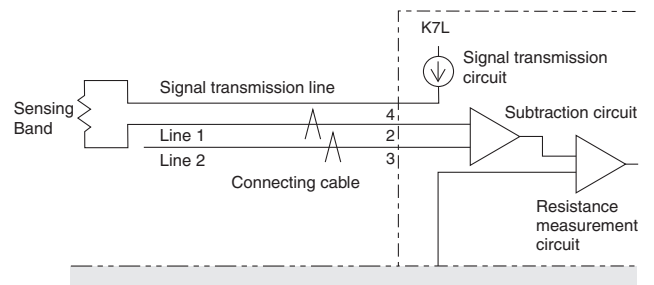 K7L
Signal transmission
circuit
Signal transmission line
Sensing
Band
4
Subtraction circuit
Line 1
2
Line 2
3
Connecting cable
Resistance
measurement
circuit